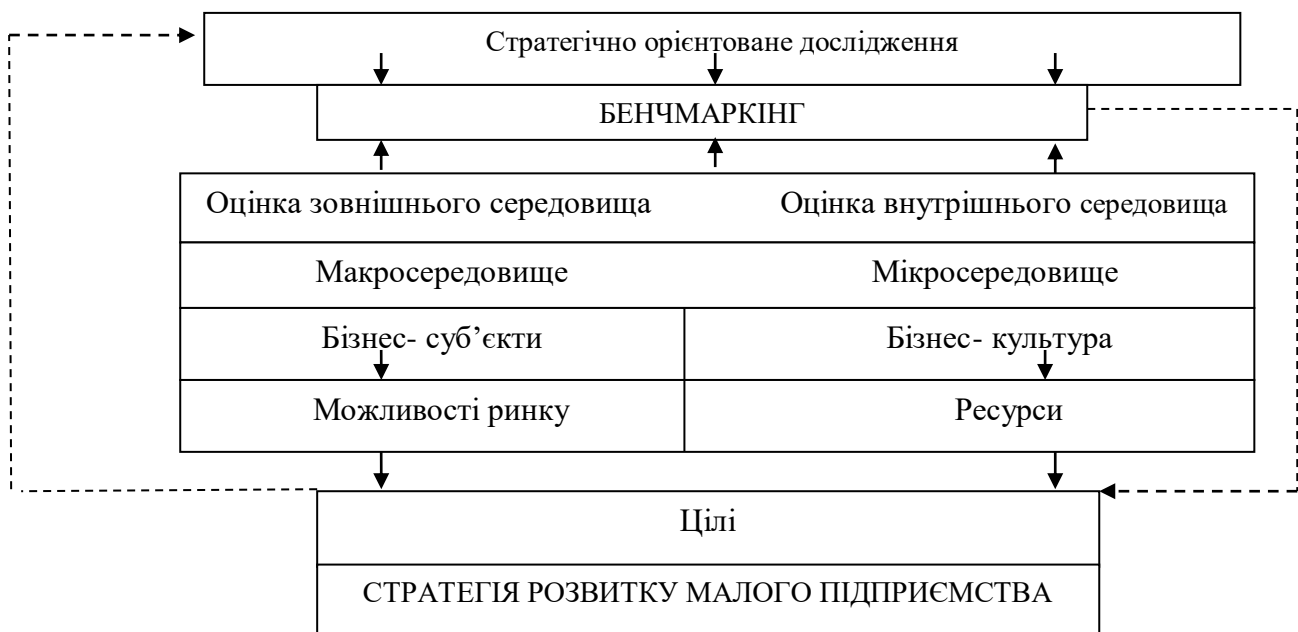 Стратегічно орієнтоване дослідження
БЕНЧМАРКІНГ
Оцінка зовнішнього середовища
Оцінка внутрішнього середовища
Макросередовище
Мікросередовище
Бізнес- суб’єкти
Бізнес- культура
Можливості ринку
Ресурси
Цілі
СТРАТЕГІЯ РОЗВИТКУ МАЛОГО ПІДПРИЄМСТВА